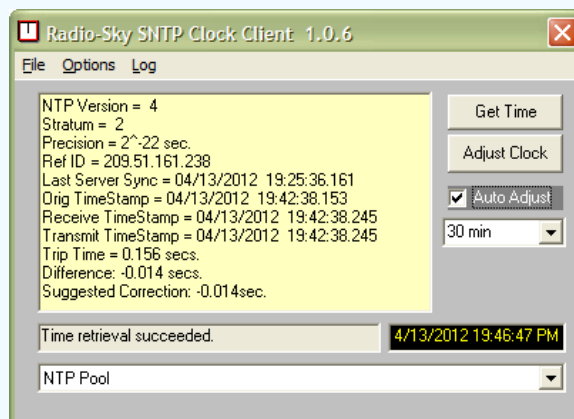 Radio-Sky SNTP Clock Client 1.0.6
File Options Log
NTP Version = 4
Stratum = 2
Precision = 2^-22 sec.
Ref ID = 209.51.161.238
Last Server Sync = 04/13/2012 19:25:36.161
Orig TimeStamp = 04/13/2012 19:42:38.153
Receive TimeStamp = 04/13/2012 19:42:38.245
Transmit TimeStamp = 04/13/2012 19:42:38.245
Trip Time = 0.156 secs.
Difference: -0.014 secs.
Suggested Correction: -0.014sec.
Get Time
Adjust Clock
Auto Adjust
30 min
Time retrieval succeeded.
4/13/2012 19:46:47 PM
NTP Pool